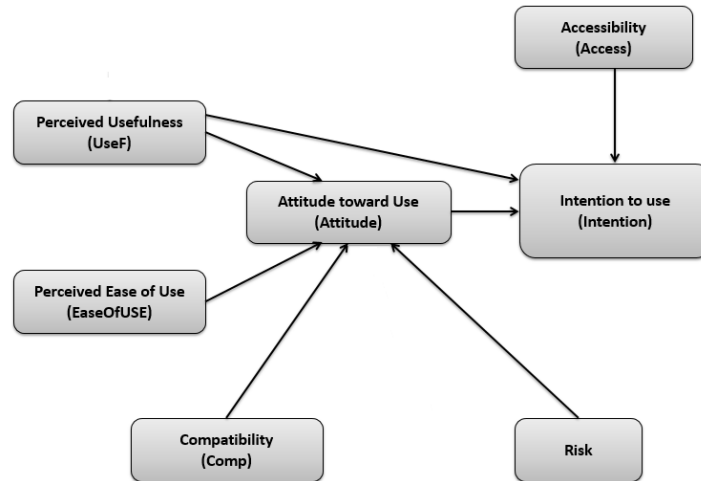 Accessibility
(Access)
Perceived Usefulness
(UseF)
Attitude toward Use
(Attitude)
Intention to use
(Intention)
Perceived Ease of Use
(EaseOfUSE)
Compatibility
(Comp)
Risk